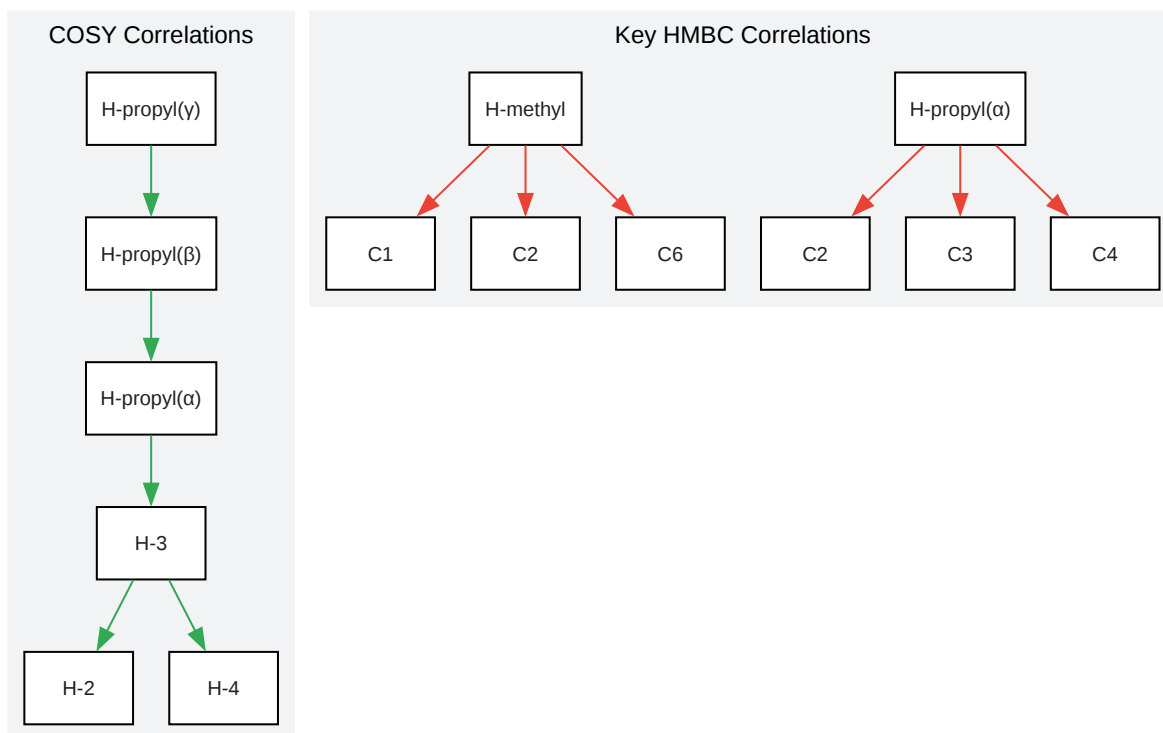 COSY Correlations
H-propyl(γ)
H-propyl(β)
H-propyl(α)
H-3
H-2
H-4
Key HMBC Correlations
H-methyl
H-propyl(α)
C1
C2
C6
C2
C3
C4